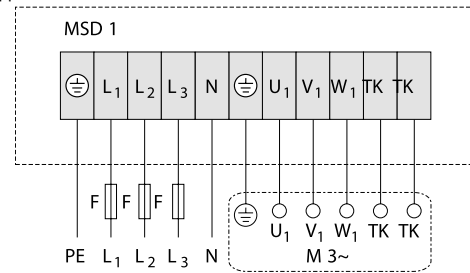 MSD 1
L1 L2 L3 N U1 V1 W1 TK TK
F F F
U1 V1 W1 TK TK
PE L1 L2 L3 N M 3~